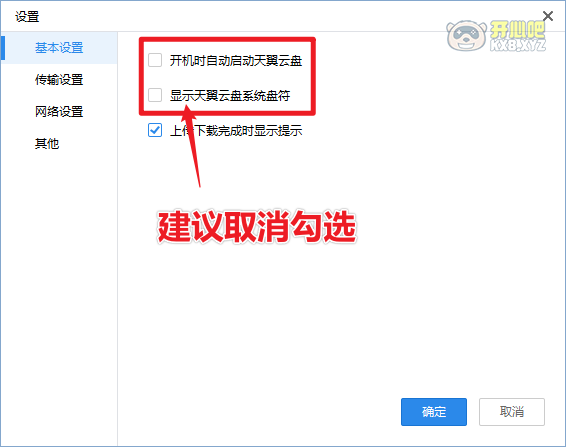 设置
开心吧
KX8.XYZ
基本设置
传输设置
网络设置
其他
开机时自动启动天翼云盘
显示天翼云盘系统盘符
上传下载完成时显示提示
建议取消勾选
确定
取消